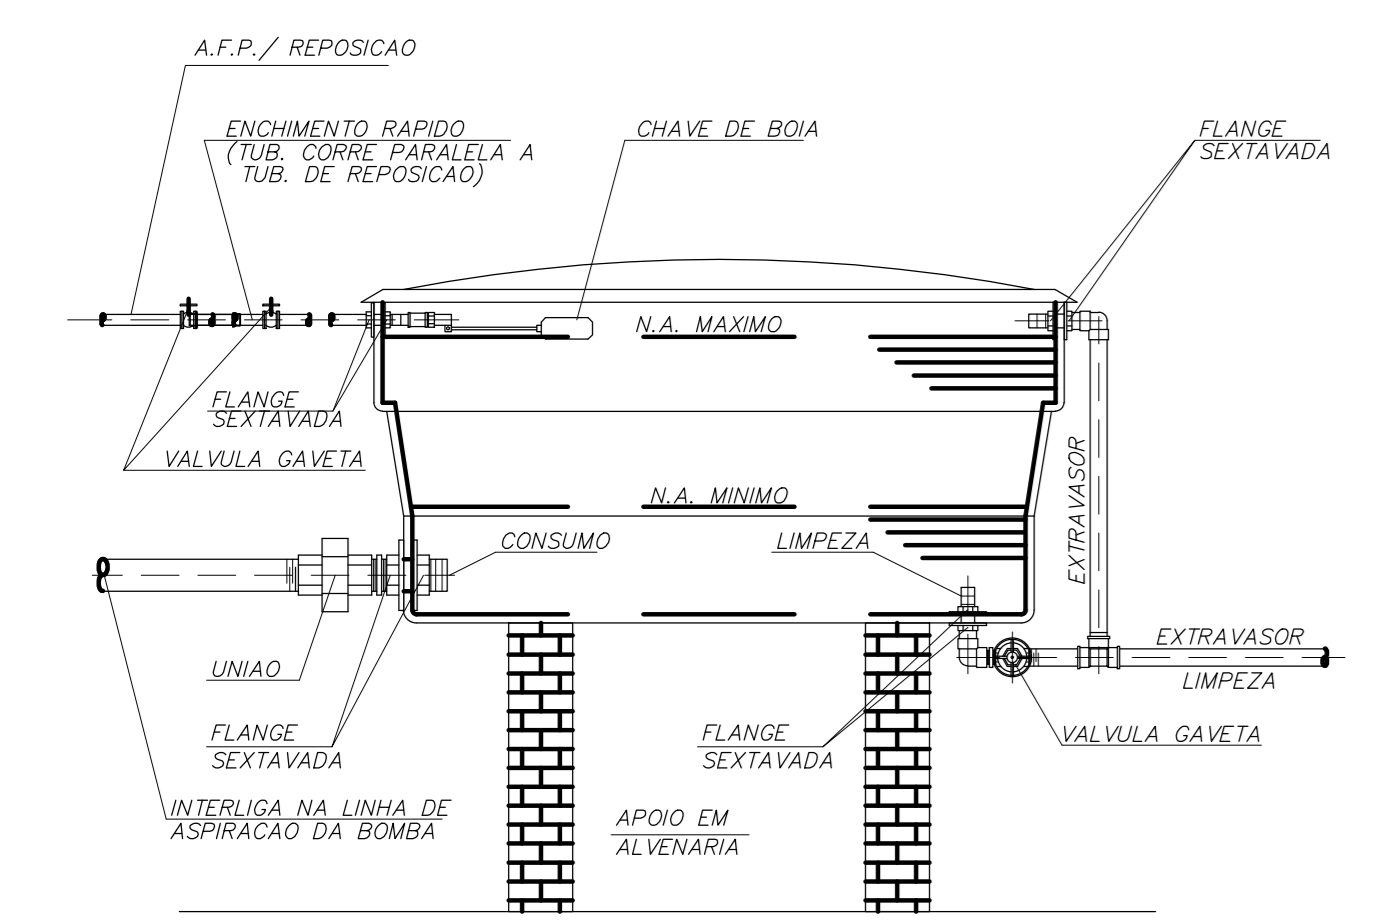 A.F.P./ REPOSICAO
ENCHIMENTO RAPIDO
(TUB. CORRE PARALELA A
TUB. DE REPOSICAO)
CHAVE DE BOIA
FLANGE
SEXTAVADA
N.A. MAXIMO
FLANGE
SEXTAVADA
VALVULA GAVETA
N.A. MINIMO
EXTRAVASOR
CONSUMO
LIMPEZA
UNIAO
EXTRAVASOR
LIMPEZA
FLANGE
SEXTAVADA
FLANGE
SEXTAVADA
VALVULA GAVETA
INTERLIGA NA LINHA DE
ASPIRACAO DA BOMBA
APOIO EM
ALVENARIA